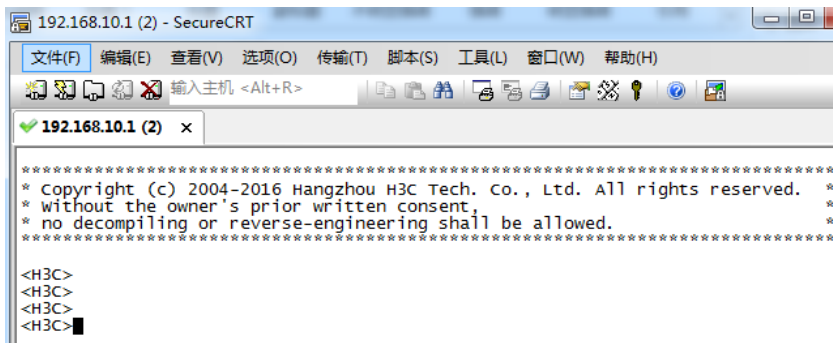 192.168.10.1 (2) - SecureCRT
文件(F) 编辑(E) 查看(V) 选项(O) 传输(T) 脚本(S) 工具(L) 窗口(W) 帮助(H)
输入主机 <Alt+R>
192.168.10.1 (2) ×
******************************************************************************
* Copyright (c) 2004-2016 Hangzhou H3C Tech. Co., Ltd. All rights reserved. *
* Without the owner's prior written consent, *
* no decompiling or reverse-engineering shall be allowed. *
******************************************************************************
<H3C>
<H3C>
<H3C>
<H3C>